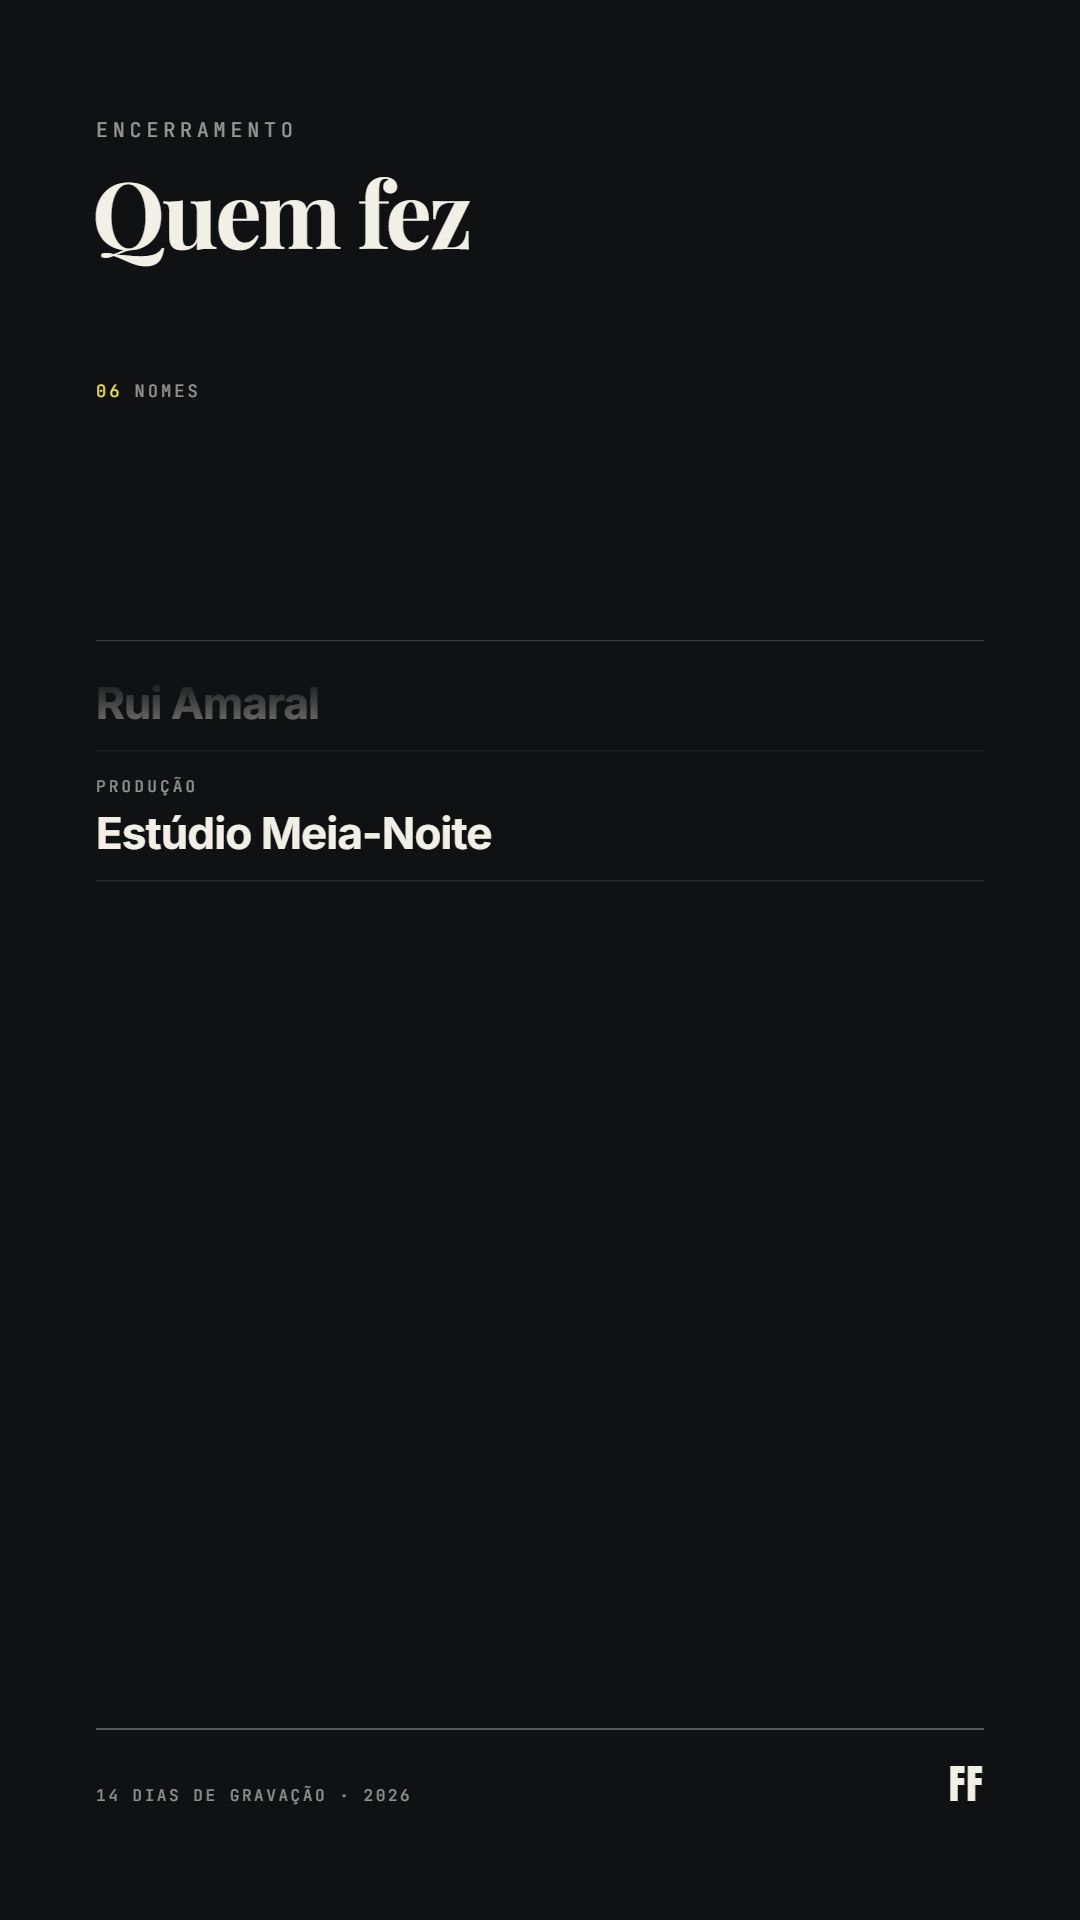 ENCERRAMENTO
Quem fez
06 NOMES
Rui Amaral
PRODUÇÃO
Estúdio Meia-Noite
14 DIAS DE GRAVAÇÃO · 2026
FF